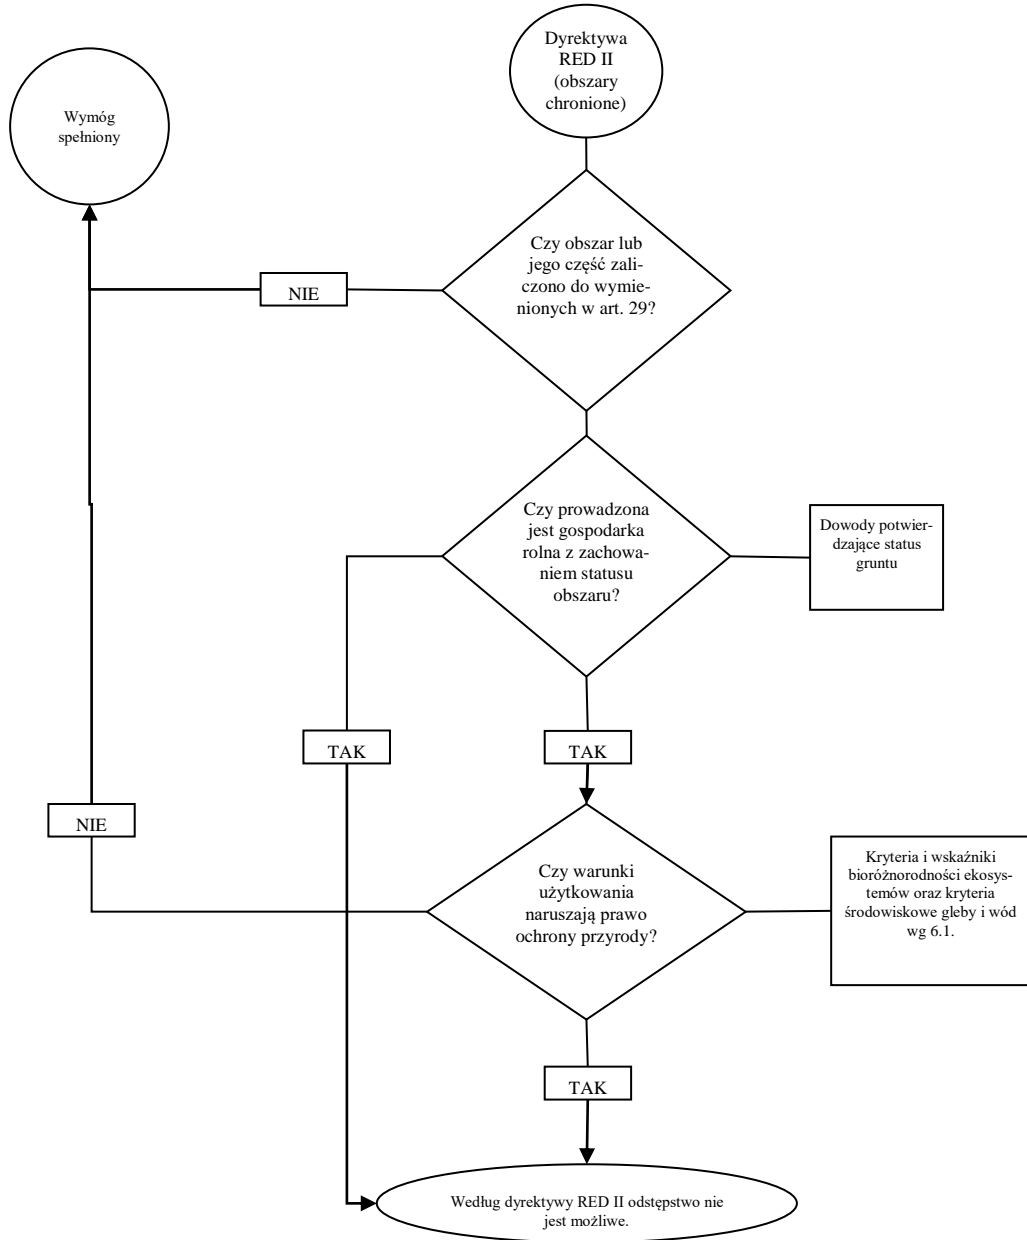 Dyrektywa
RED II
(obszary
chronione)
Wymóg
spełniony
Czy obszar lub
jego część zali-
czono do wymie-
nionych w art. 29?
NIE
Czy prowadzona
jest gospodarka
rolna z zachowa-
niem statusu
obszaru?
Dowody potwier-
dzające status
gruntu
TAK
TAK
NIE
Czy warunki
użytkowania
naruszają prawo
ochrony przyrody?
Kryteria i wskaźniki
bioróżnorodności ekosys-
temów oraz kryteria
środowiskowe gleby i wód
wg 6.1.
TAK
Według dyrektywy RED II odstępstwo nie
jest możliwe.